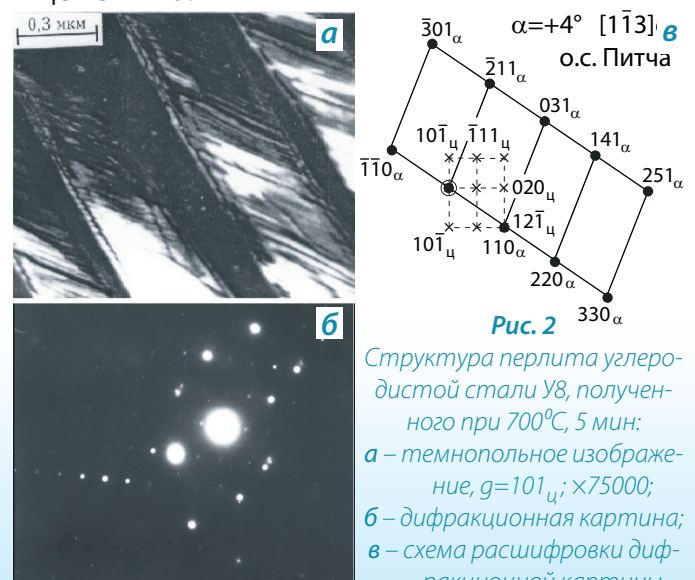 0,3 мкм
а
α=+4° [11̄3]
в
о.с. Питча
3̄01α
2̄11α
031α
141α
251α
1̄1̄0α
101̄ц
1̄11ц
020ц
121̄ц
101̄ц
110α
220α
330α
б
Рис. 2
Структура перлита углеро-
дистой стали У8, получен-
ного при 700⁰С, 5 мин:
а – темнопольное изображе-
ние, g=101ц; ×75000;
б – дифракционная картина;
в – схема расшифровки диф-
ракционной картины